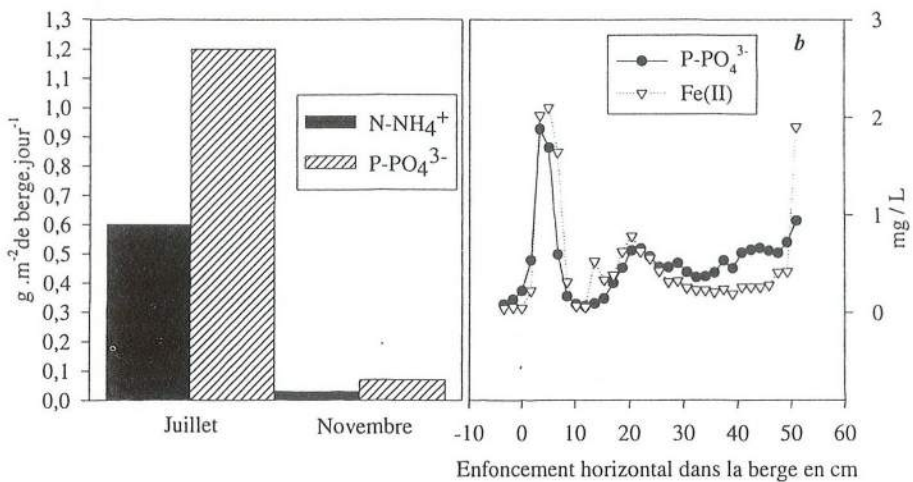 1,3
1,2
1,1
1,0
0,9
0,8
0,7
0,6
0,5
0,4
0,3
0,2
0,1
0,0
g .m⁻²de berge.jour⁻¹
N-NH₄⁺
P-PO₄³⁻
Juillet Novembre
b
P-PO₄³⁻
Fe(II)
3
2
1
0
mg / L
-10 0 10 20 30 40 50 60
Enfoncement horizontal dans la berge en cm